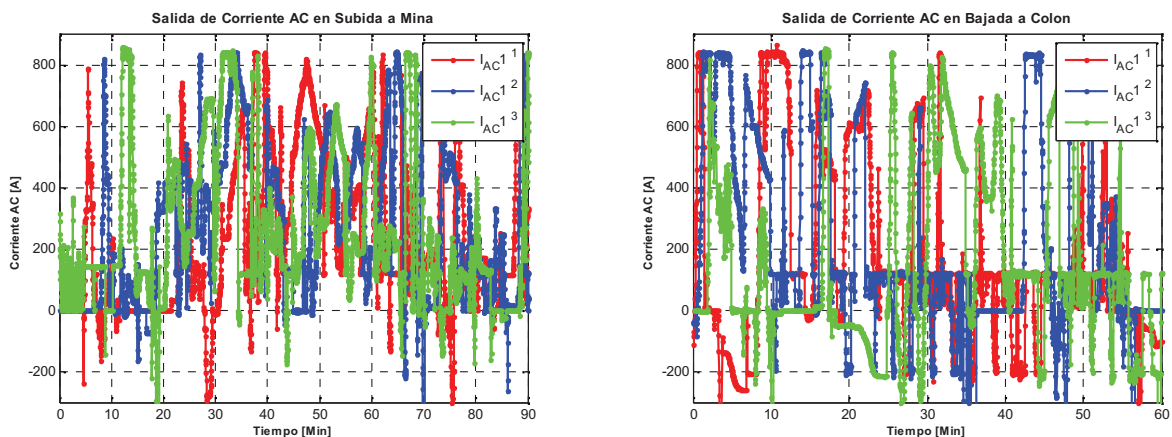 Salida de Corriente AC en Subida a Mina
Corriente AC [A]
800
600
400
200
0
-200
0 10 20 30 40 50 60 70 80 90
Tiempo [Min]
I_AC1 ^1
I_AC1 ^2
I_AC1 ^3
Salida de Corriente AC en Bajada a Colon
Corriente AC [A]
800
600
400
200
0
-200
0 10 20 30 40 50 60
Tiempo [Min]
I_AC1 ^1
I_AC1 ^2
I_AC1 ^3